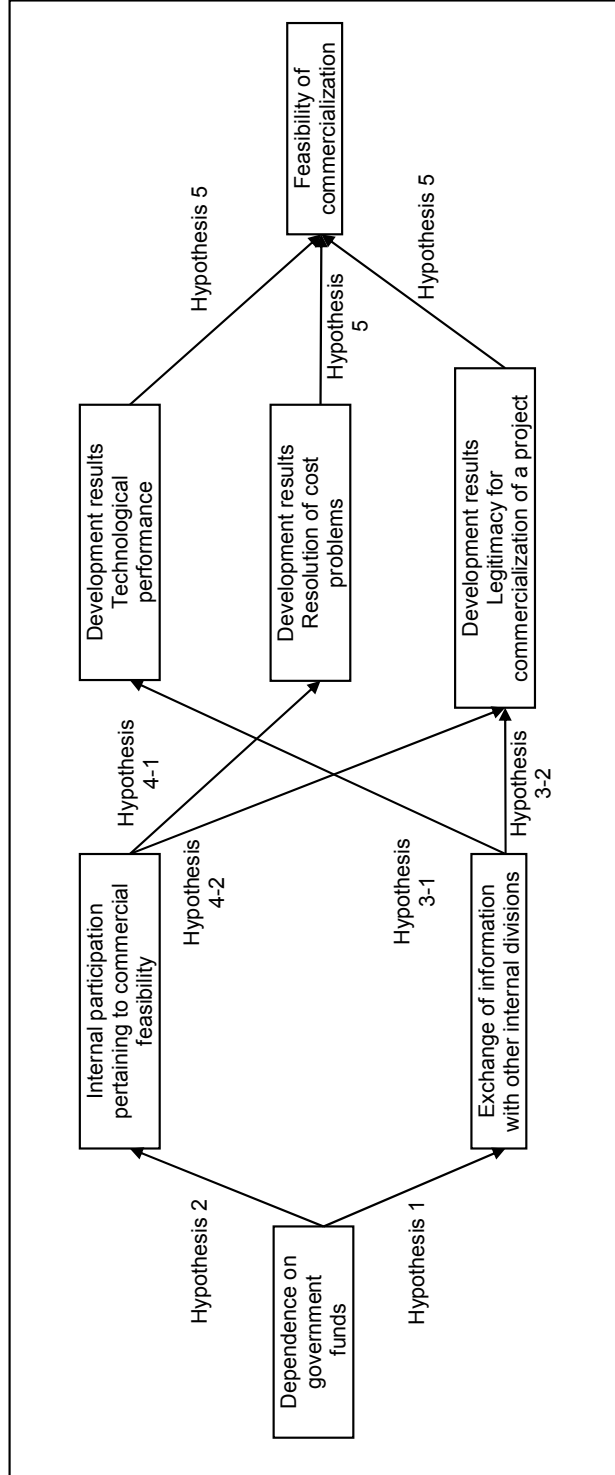 Dependence on
government
funds
Hypothesis 2
Hypothesis 1
Internal participation
pertaining to commercial
feasibility
Exchange of information
with other internal divisions
Hypothesis
4-1
Hypothesis
4-2
Hypothesis
3-1
Hypothesis
3-2
Development results
Technological
performance
Development results
Resolution of cost
problems
Development results
Legitimacy for
commercialization of a project
Hypothesis 5
Hypothesis
5
Hypothesis 5
Feasibility of
commercialization